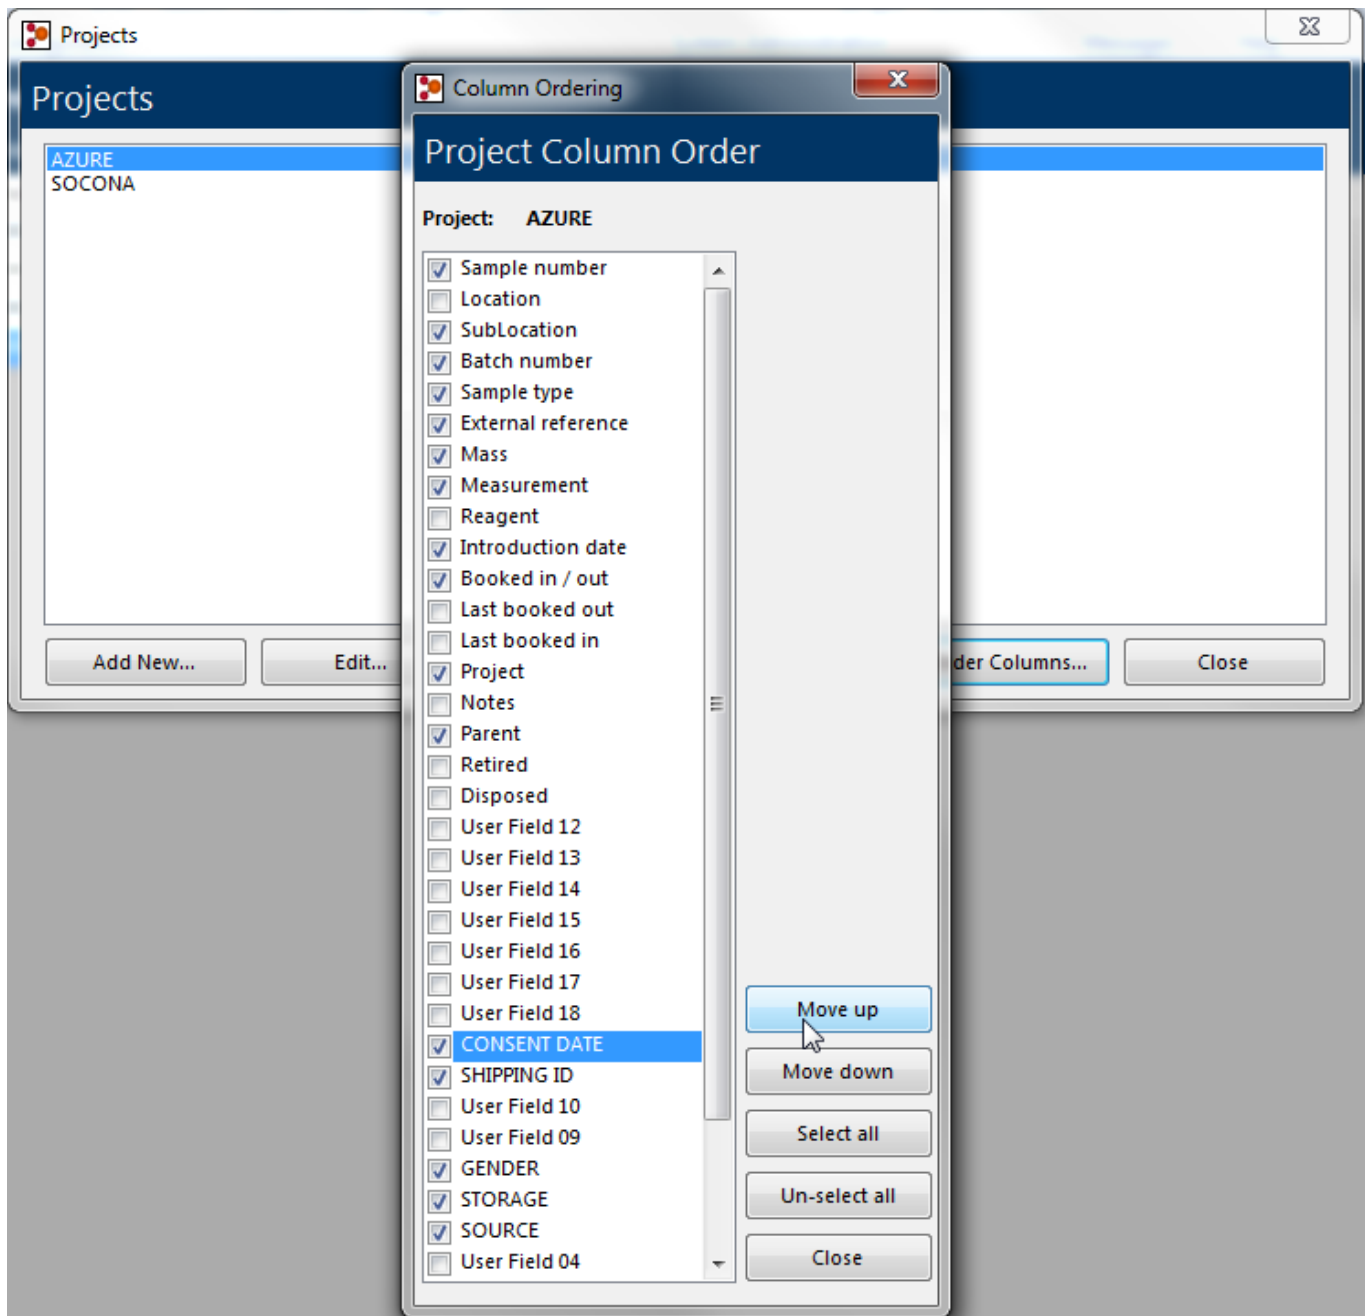 Projects
Projects
AZURE
SOCONA
Add New...
Edit...
der Columns...
Close
Column Ordering
Project Column Order
Project: AZURE
Sample number
Location
SubLocation
Batch number
Sample type
External reference
Mass
Measurement
Reagent
Introduction date
Booked in / out
Last booked out
Last booked in
Project
Notes
Parent
Retired
Disposed
User Field 12
User Field 13
User Field 14
User Field 15
User Field 16
User Field 17
User Field 18
CONSENT DATE
SHIPPING ID
User Field 10
User Field 09
GENDER
STORAGE
SOURCE
User Field 04
Move up
Move down
Select all
Un-select all
Close